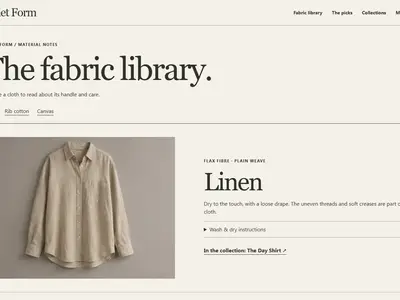 et Form
Fabric library The picks Collections M
FORM / MATERIAL NOTES
The fabric library.
e a cloth to read about its handle and care.
Rib cotton Canvas
FLAX FIBRE · PLAIN WEAVE
Linen
Dry to the touch, with a loose drape. The uneven threads and soft creases are part o
cloth.
▶ Wash & dry instructions
In the collection: The Day Shirt ↗